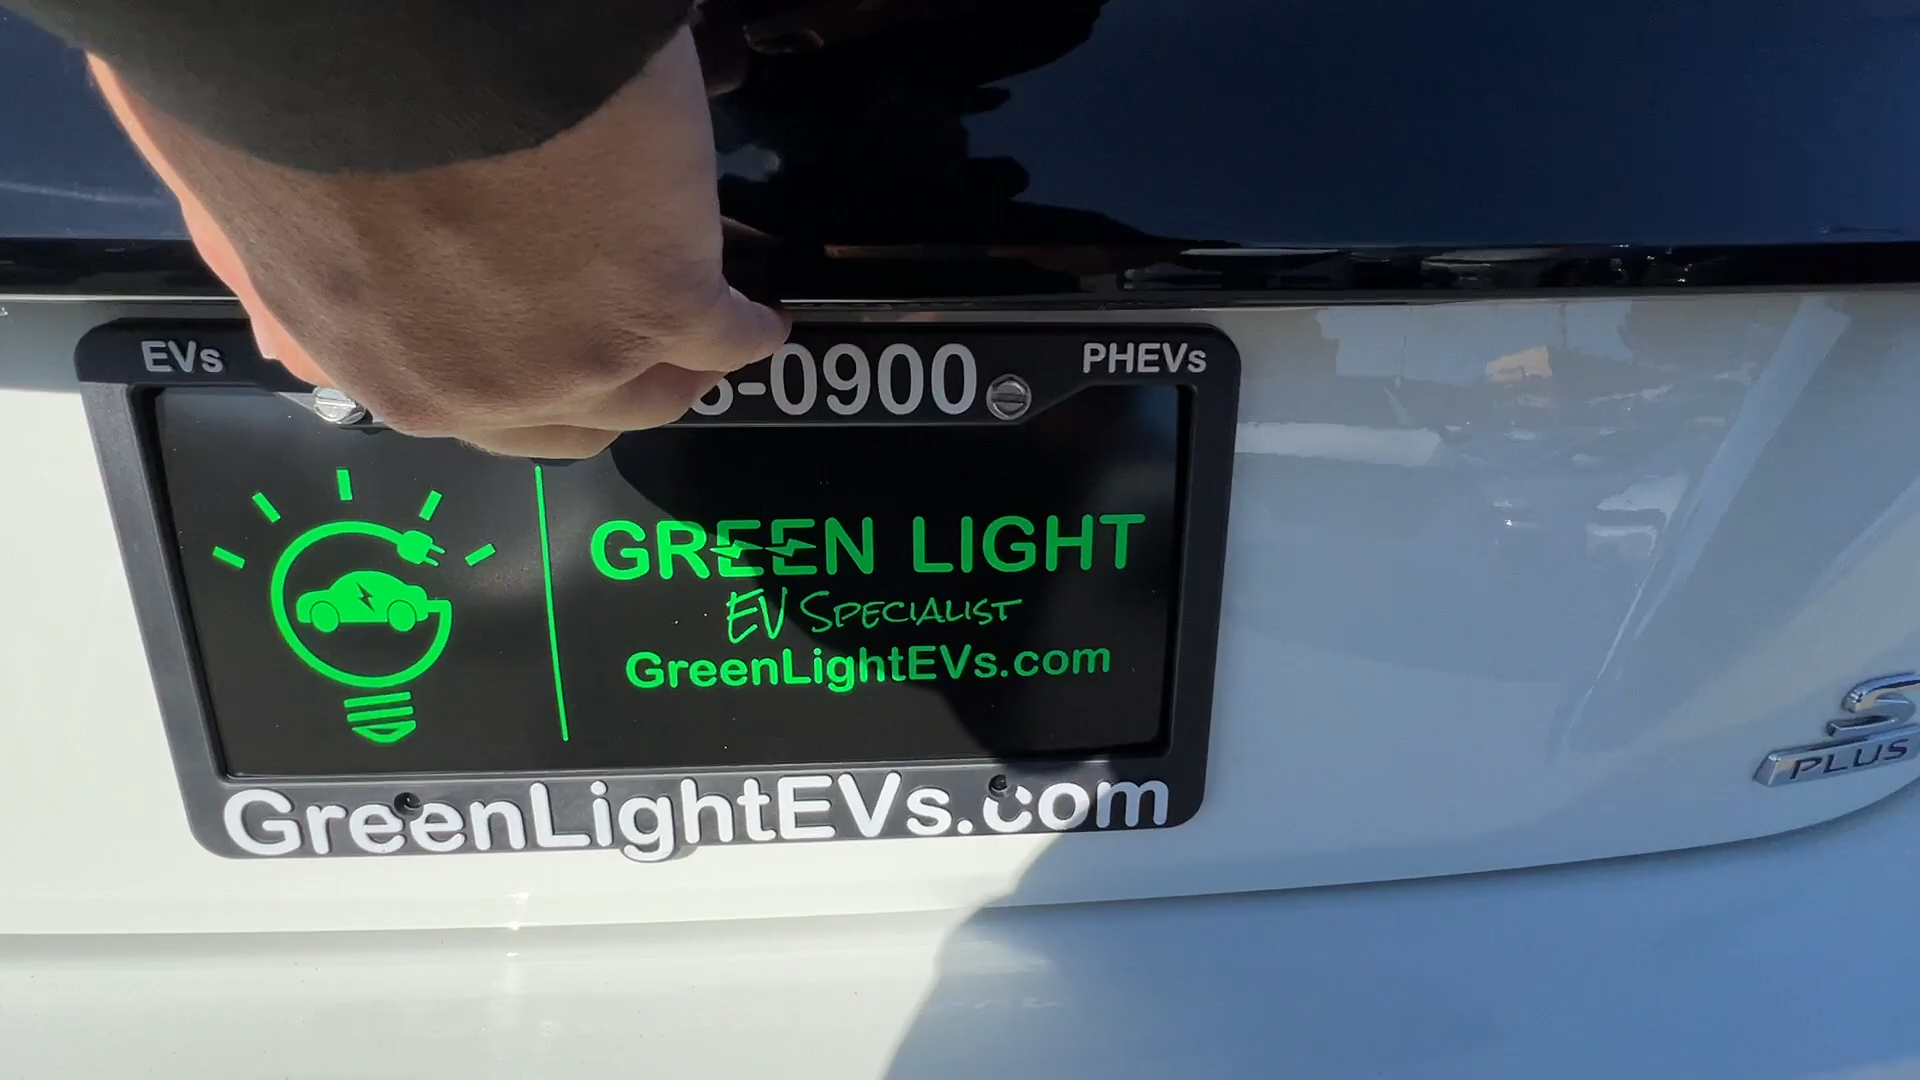 EVs
-0900
PHEVs
GREEN LIGHT
EV SPECIALIST
GreenLightEVs.com
GreenLightEVs.com
S
PLUS